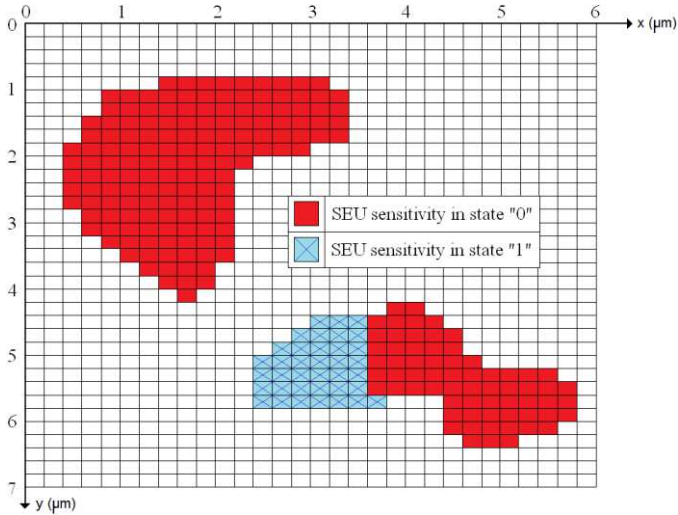 0 1 2 3 4 5 6
x (µm)
0
1
2
3
4
5
6
7
SEU sensitivity in state "0"
SEU sensitivity in state "1"
y (µm)